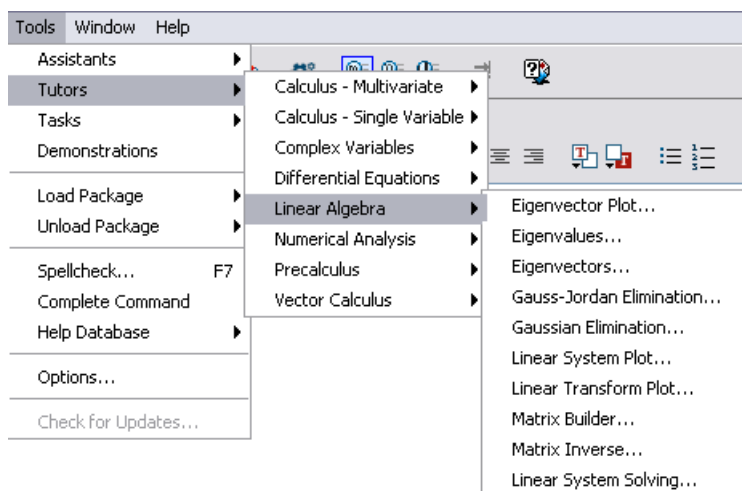 Tools Window Help
Assistants
Tutors
Tasks
Demonstrations
Load Package
Unload Package
Spellcheck... F7
Complete Command
Help Database
Options...
Check for Updates...
Calculus - Multivariate
Calculus - Single Variable
Complex Variables
Differential Equations
Linear Algebra
Numerical Analysis
Precalculus
Vector Calculus
Eigenvector Plot...
Eigenvalues...
Eigenvectors...
Gauss-Jordan Elimination...
Gaussian Elimination...
Linear System Plot...
Linear Transform Plot...
Matrix Builder...
Matrix Inverse...
Linear System Solving...